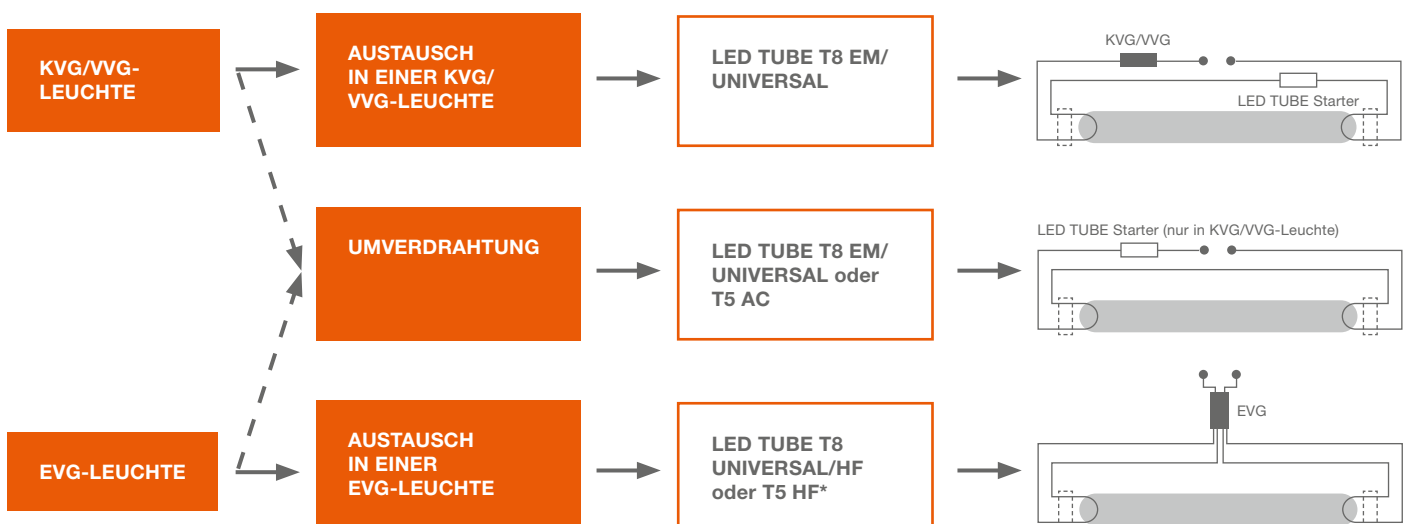 KVG/VVG-
LEUCHTE
AUSTAUSCH
IN EINER KVG/
VVG-LEUCHTE
LED TUBE T8 EM/
UNIVERSAL
KVG/VVG
LED TUBE Starter
UMVERDRAHTUNG
LED TUBE T8 EM/
UNIVERSAL oder
T5 AC
LED TUBE Starter (nur in KVG/VVG-Leuchte)
EVG-LEUCHTE
AUSTAUSCH
IN EINER
EVG-LEUCHTE
LED TUBE T8
UNIVERSAL/HF
oder T5 HF*
EVG